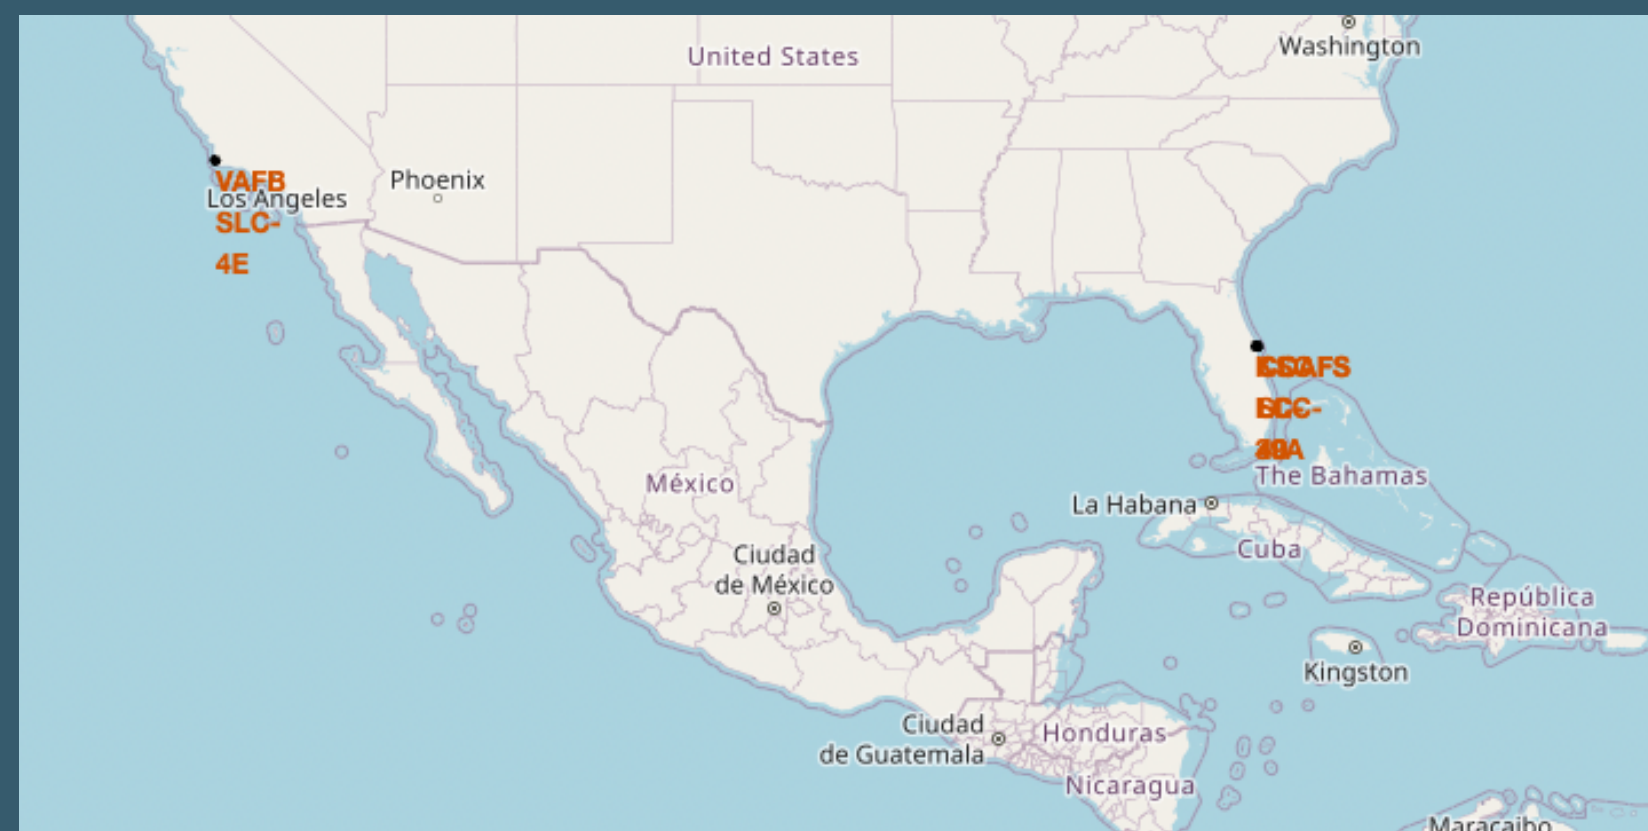 United States
Washington
VAFB
Los Angeles
SLC-
4E
Phoenix
México
The Bahamas
La Habana
Cuba
Ciudad
de México
República
Dominicana
Kingston
Ciudad
de Guatemala
Honduras
Nicaragua
Maracaibo